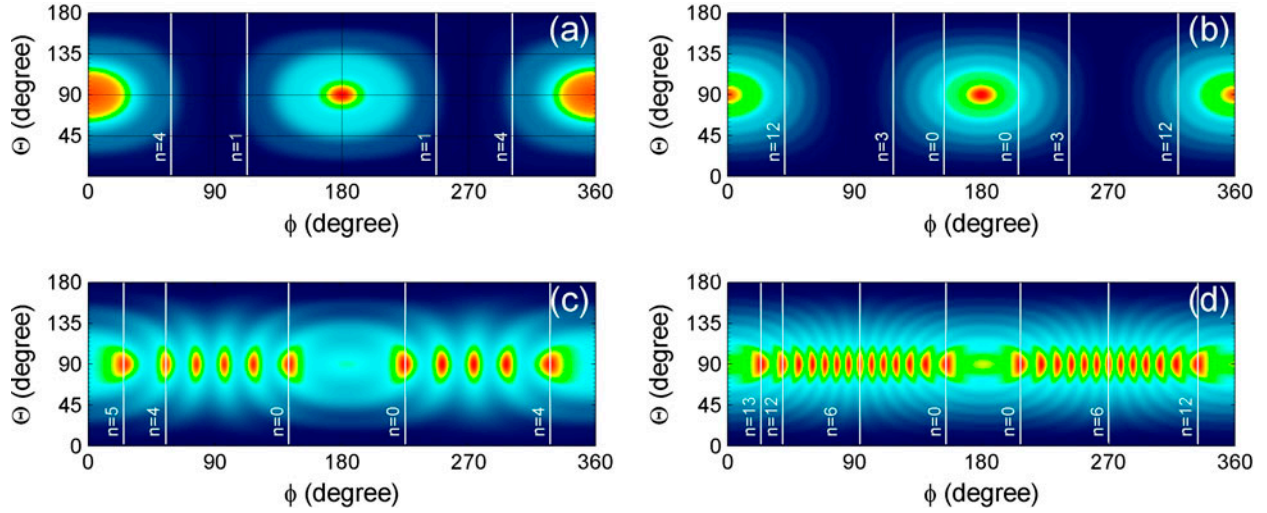 (a)
180
135
90
45
0
Θ (degree)
n=4
n=1
n=1
n=4
0
90
180
270
360
ϕ (degree)
(b)
180
135
90
45
0
Θ (degree)
n=12
n=3
n=0
n=0
n=3
n=12
0
90
180
270
360
ϕ (degree)
(c)
180
135
90
45
0
Θ (degree)
n=5
n=4
n=0
n=0
n=4
0
90
180
270
360
ϕ (degree)
(d)
180
135
90
45
0
Θ (degree)
n=13
n=12
n=6
n=0
n=0
n=6
n=12
0
90
180
270
360
ϕ (degree)